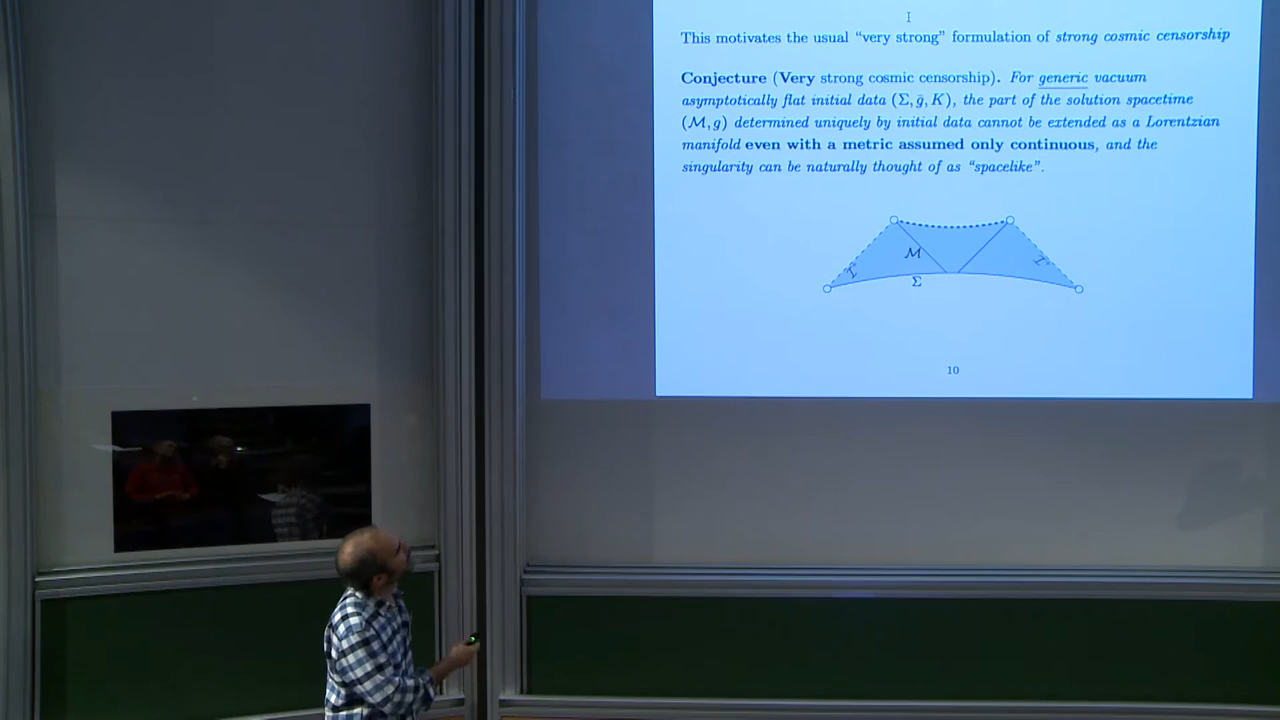 This motivates the usual “very strong” formulation of strong cosmic censorship
Conjecture (Very strong cosmic censorship). For generic vacuum
asymptotically flat initial data (Σ, ḡ, K), the part of the solution spacetime
(M, g) determined uniquely by initial data cannot be extended as a Lorentzian
manifold even with a metric assumed only continuous, and the
singularity can be naturally thought of as “spacelike”.
M
I
I
Σ
10